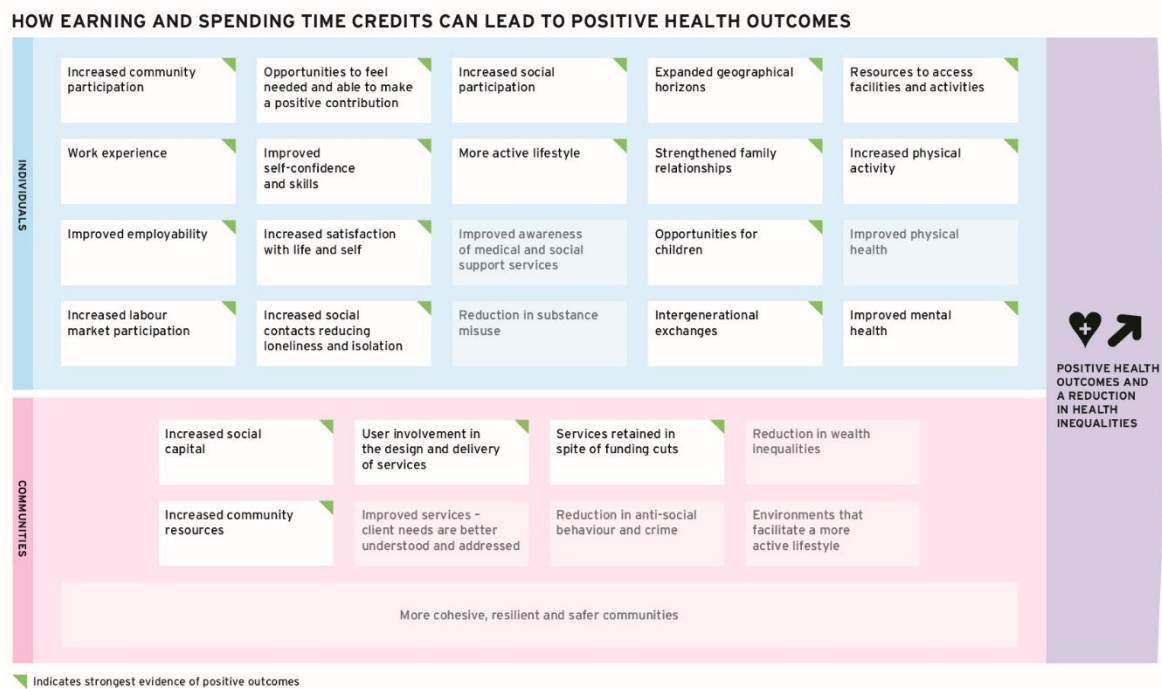 HOW EARNING AND SPENDING TIME CREDITS CAN LEAD TO POSITIVE HEALTH OUTCOMES
INDIVIDUALS
Increased community
participation
Opportunities to feel
needed and able to make
a positive contribution
Increased social
participation
Expanded geographical
horizons
Resources to access
facilities and activities
Work experience
Improved
self-confidence
and skills
More active lifestyle
Strengthened family
relationships
Increased physical
activity
Improved employability
Increased satisfaction
with life and self
Improved awareness
of medical and social
support services
Opportunities for
children
Improved physical
health
Increased labour
market participation
Increased social
contacts reducing
loneliness and isolation
Reduction in substance
misuse
Intergenerational
exchanges
Improved mental
health
COMMUNITIES
Increased social
capital
User involvement in
the design and delivery
of services
Services retained in
spite of funding cuts
Reduction in wealth
inequalities
Increased community
resources
Improved services –
client needs are better
understood and addressed
Reduction in anti-social
behaviour and crime
Environments that
facilitate a more
active lifestyle
More cohesive, resilient and safer communities
POSITIVE HEALTH
OUTCOMES AND
A REDUCTION
IN HEALTH
INEQUALITIES
Indicates strongest evidence of positive outcomes